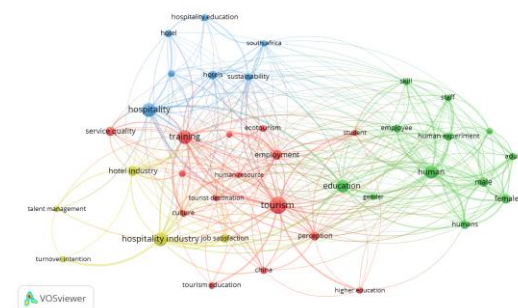 hospitality education
hotel
south africa
hotels
sustainability
skill
staff
hospitality
service quality
training
ecotourism
student
employee
human experiment
employment
hotel industry
human resource
education
human
male
female
tourist destination
gender
talent management
culture
tourism
humans
hospitality industry
job satisfaction
perception
turnover intention
china
tourism education
higher education
VOSviewer